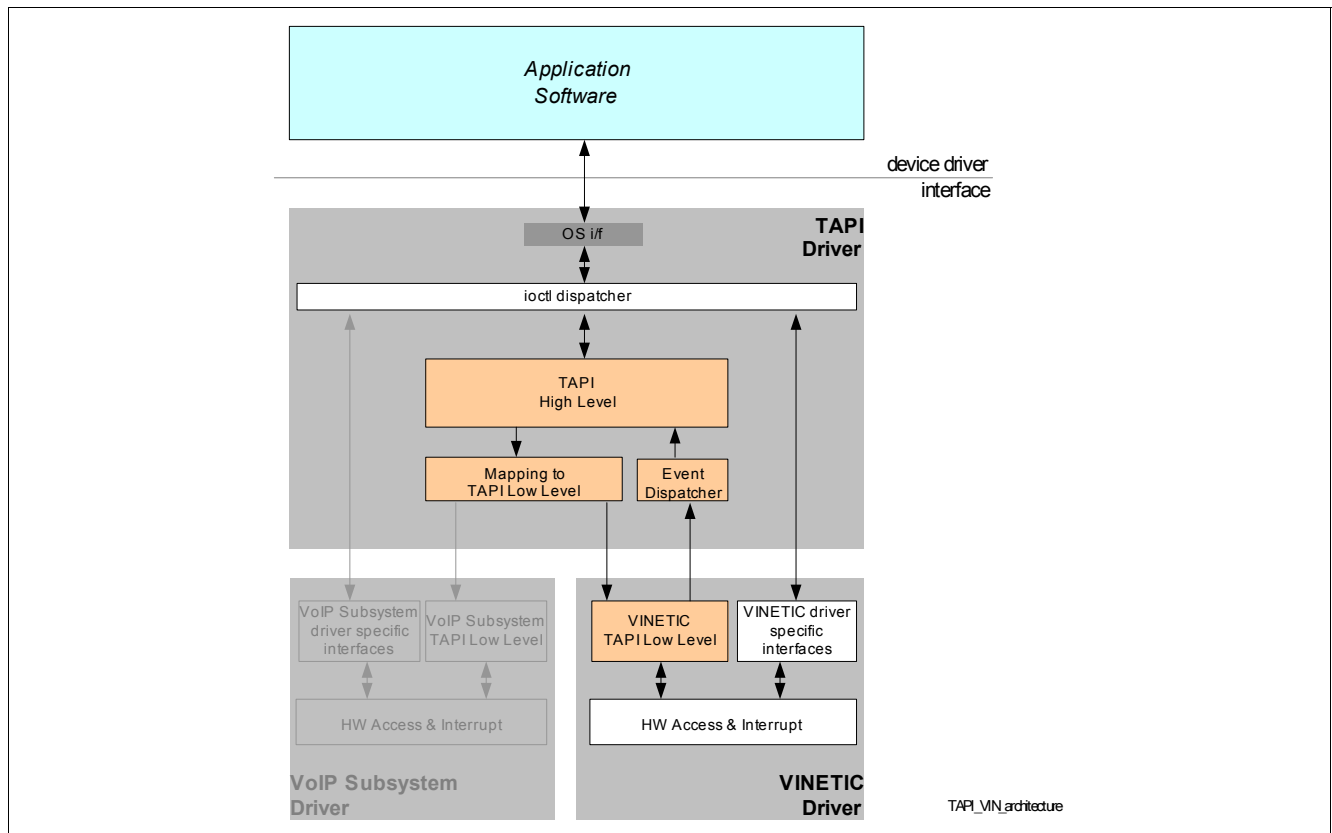 Application
Software
device driver
interface
TAPI
Driver
OS i/f
ioctl dispatcher
TAPI
High Level
Mapping to
TAPI Low Level
Event
Dispatcher
VoIP Subsystem
driver specific
interfaces
VoIP Subsystem
TAPI Low Level
VINETIC
TAPI Low Level
VINETIC driver
specific
interfaces
HW Access & Interrupt
HW Access & Interrupt
VoIP Subsystem
Driver
VINETIC
Driver
TAPI_VIN_architecture